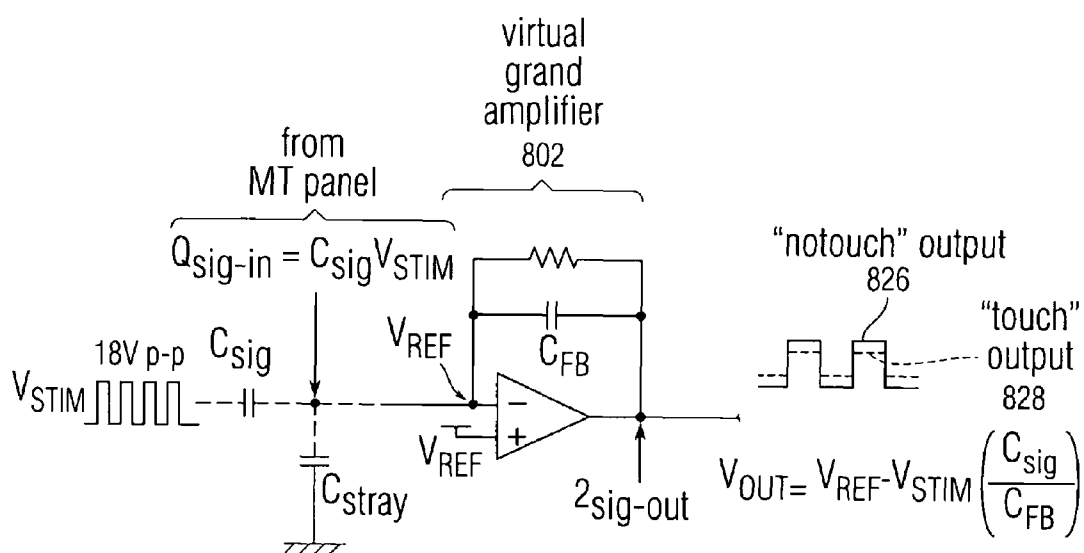 virtual
grand
amplifier
802
from
MT panel
Qsig-in = CsigVSTIM
"notouch" output
826
"touch"
output
828
18V p-p
Csig
VREF
CFB
VSTIM
−
+
VREF
Cstray
2sig-out
VOUT= VREF-VSTIM(Csig/CFB)